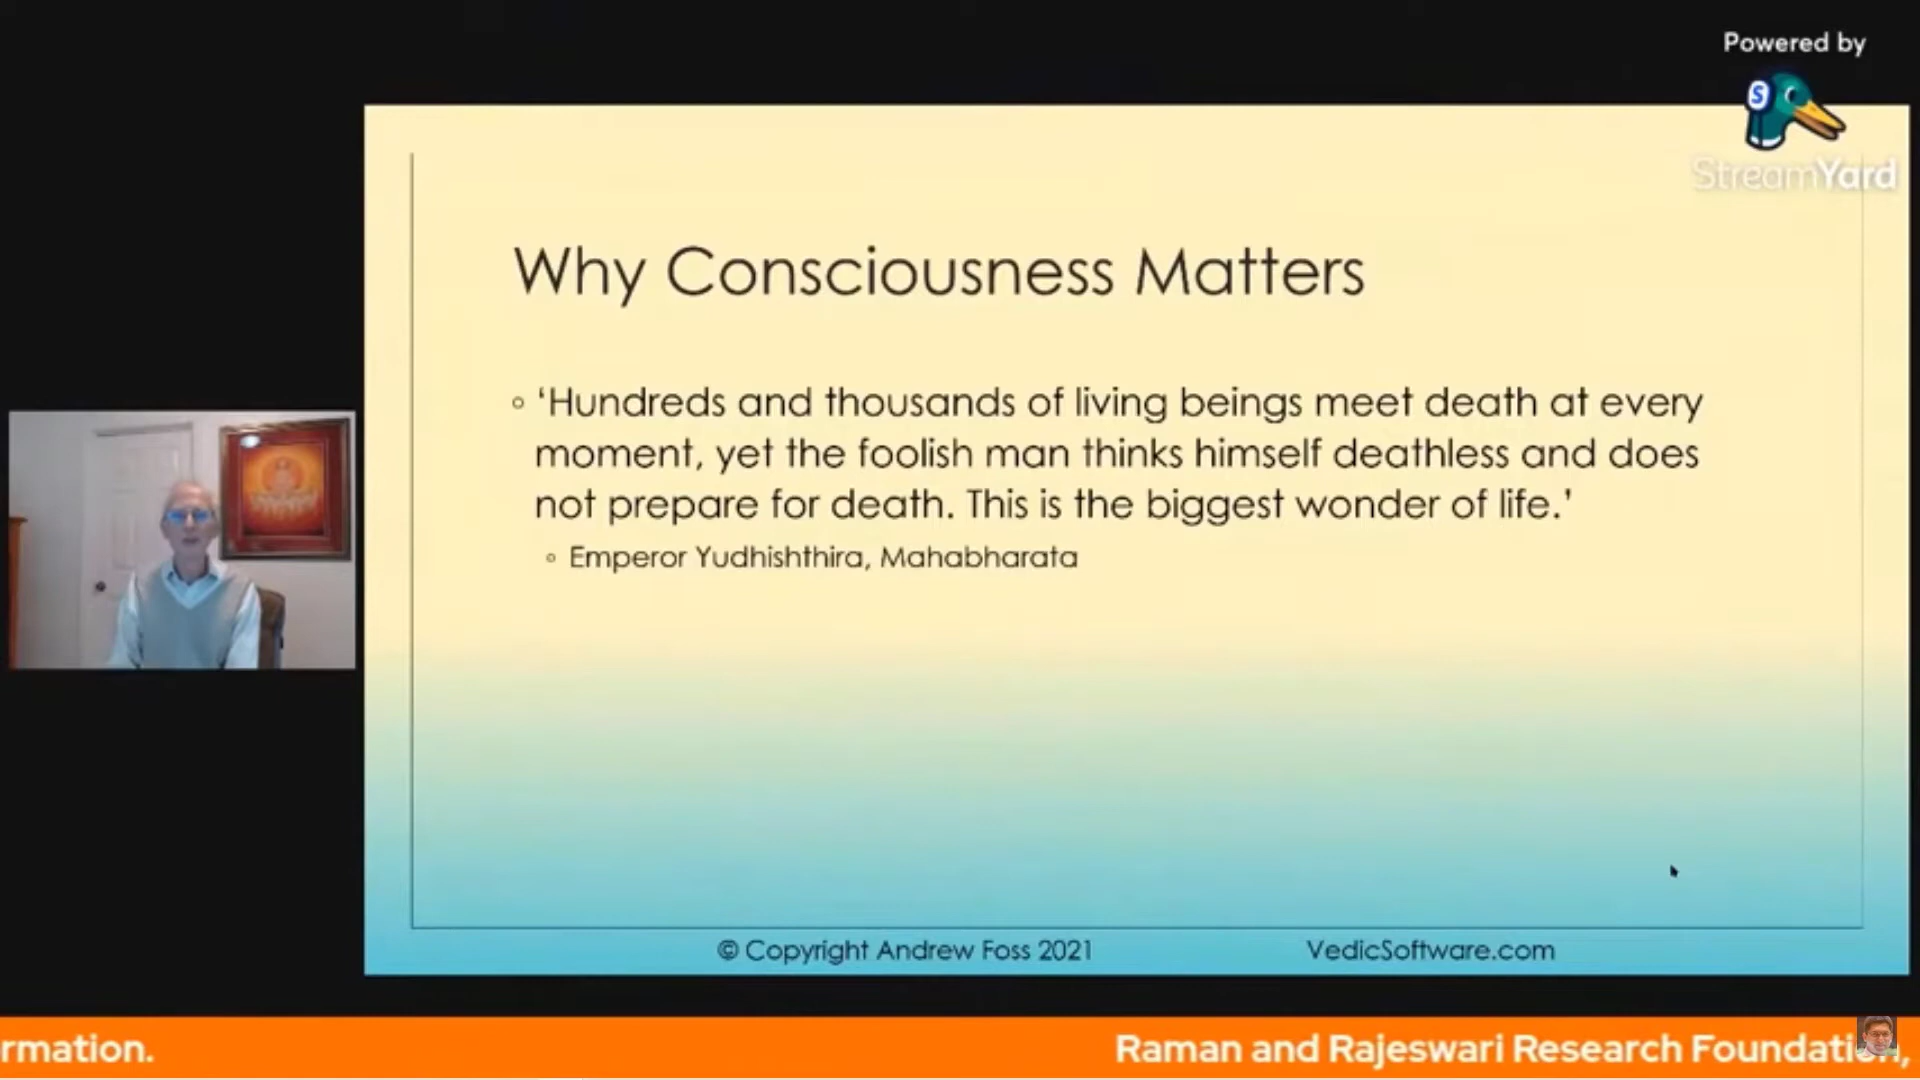 Powered by
S
StreamYard
Why Consciousness Matters
‘Hundreds and thousands of living beings meet death at every
moment, yet the foolish man thinks himself deathless and does
not prepare for death. This is the biggest wonder of life.’
Emperor Yudhishthira, Mahabharata
© Copyright Andrew Foss 2021 VedicSoftware.com
rmation. Raman and Rajeswari Research Foundation,